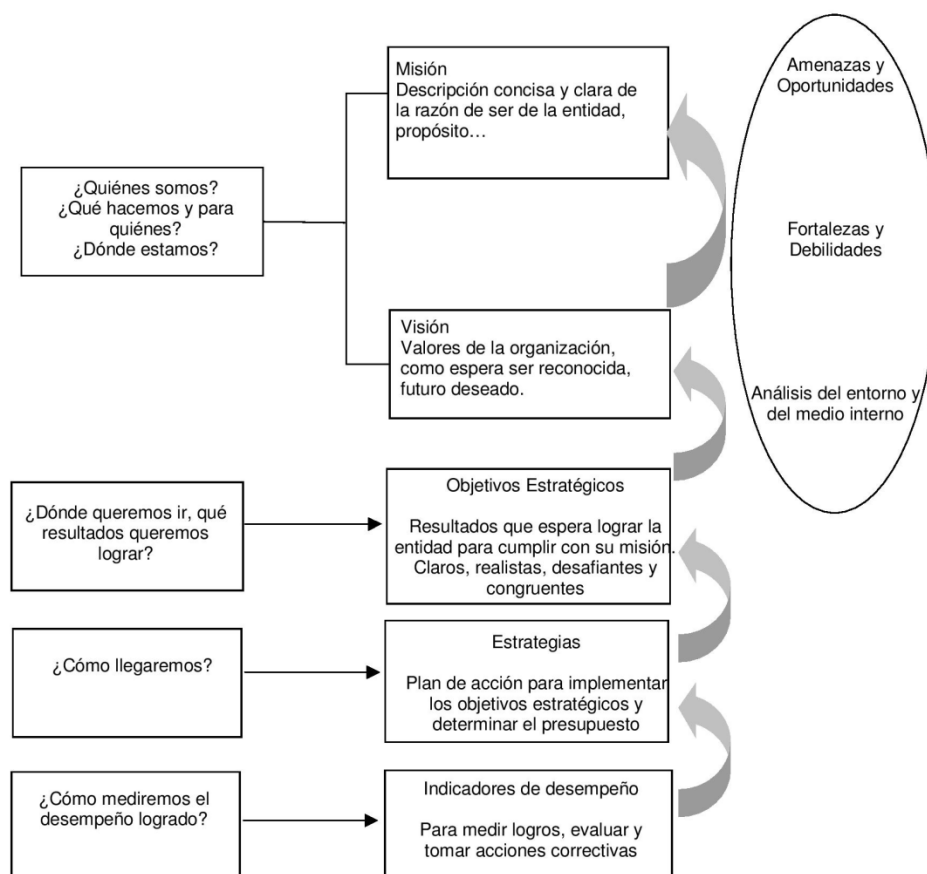 Misión
Descripción concisa y clara de
la razón de ser de la entidad,
propósito…
Amenazas y
Oportunidades
¿Quiénes somos?
¿Qué hacemos y para
quiénes?
¿Dónde estamos?
Fortalezas y
Debilidades
Visión
Valores de la organización,
como espera ser reconocida,
futuro deseado.
Análisis del entorno y
del medio interno
¿Dónde queremos ir, qué
resultados queremos
lograr?
Objetivos Estratégicos
Resultados que espera lograr la
entidad para cumplir con su misión.
Claros, realistas, desafiantes y
congruentes
¿Cómo llegaremos?
Estrategias
Plan de acción para implementar
los objetivos estratégicos y
determinar el presupuesto
¿Cómo mediremos el
desempeño logrado?
Indicadores de desempeño
Para medir logros, evaluar y
tomar acciones correctivas